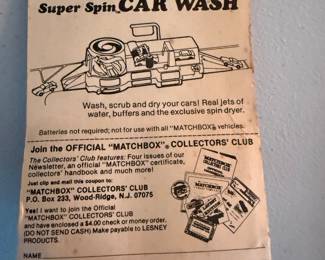 Super Spin CAR WASH
Wash, scrub and dry your cars! Real jets of
water, buffers and the exclusive spin dryer.
Batteries not required; not for use with all "MATCHBOX"® vehicles.
Join the OFFICIAL "MATCHBOX"® COLLECTORS' CLUB
The Collectors' Club features: Four issues of our
Newsletter, an official "MATCHBOX" certificate,
collectors' handbook and much more!
Just clip and mail this coupon to:
"MATCHBOX" COLLECTORS' CLUB
P.O. Box 233, Wood-Ridge, N.J. 07075
Yes! I want to join the Official
"MATCHBOX" COLLECTORS' CLUB
and have enclosed a $4.00 check or money order.
(DO NOT SEND CASH) Make payable to LESNEY
PRODUCTS.
NAME